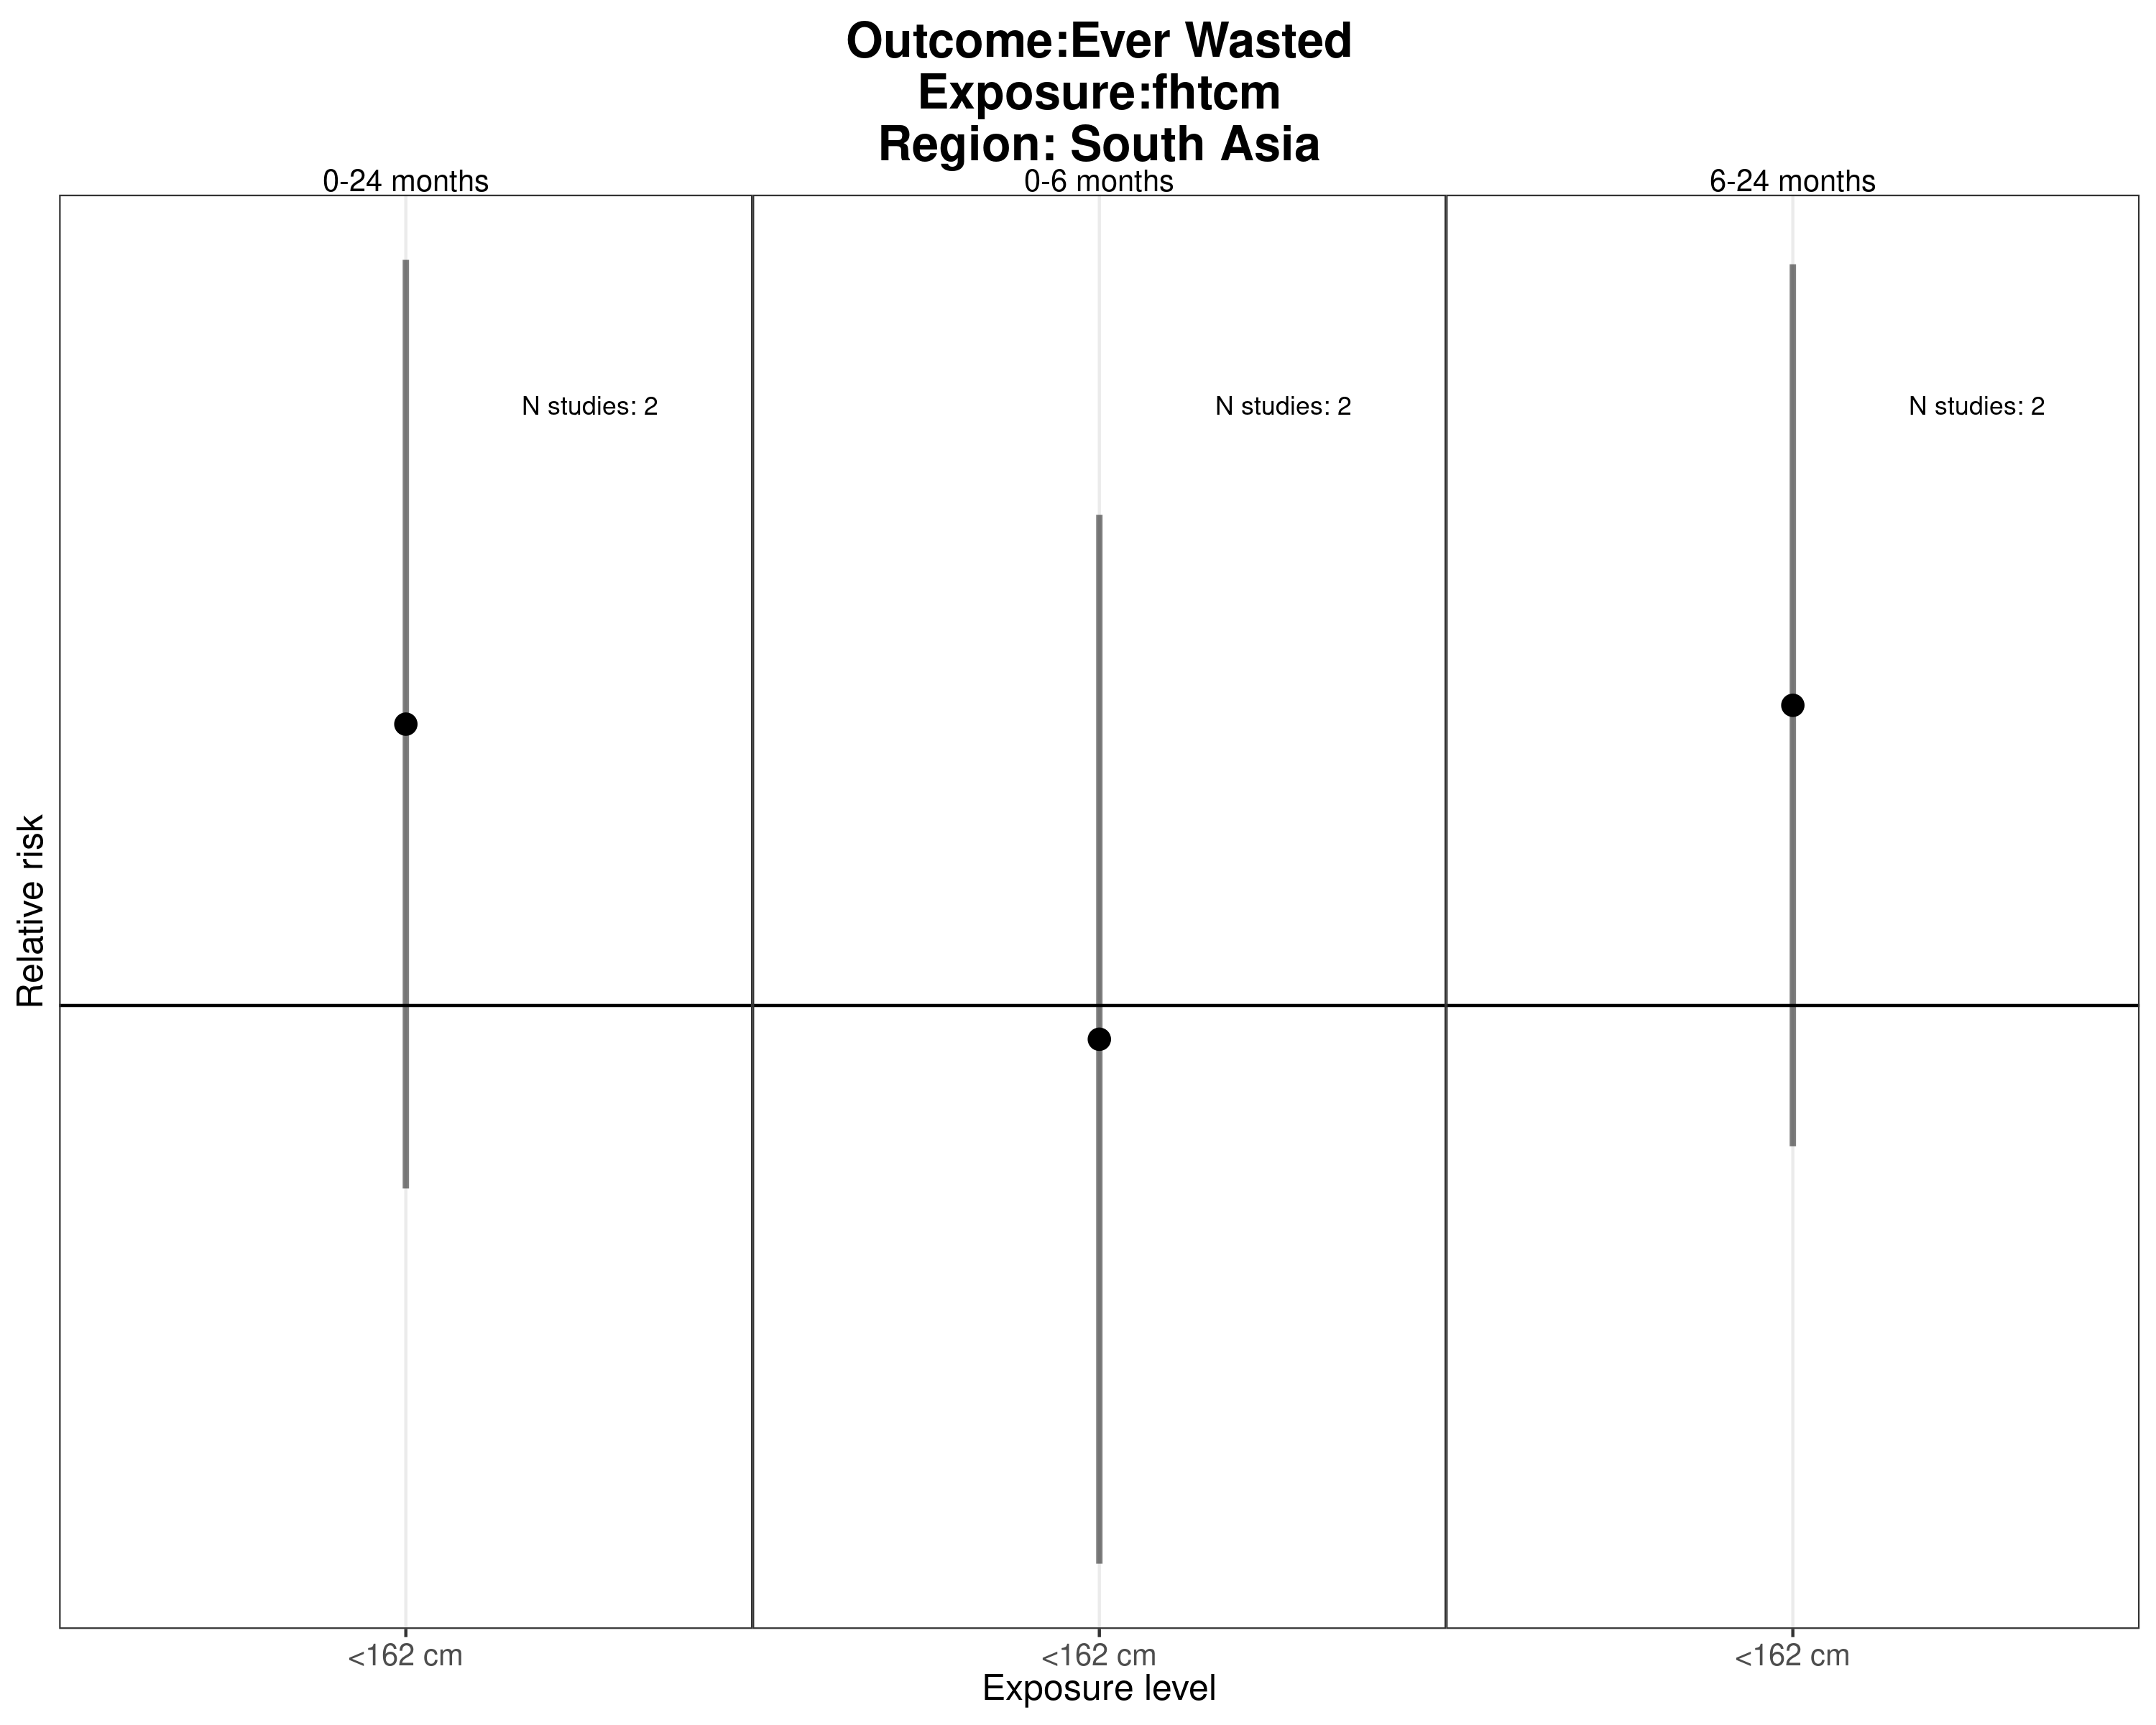 Outcome:Ever Wasted
Exposure:fhtcm
Region: South Asia
0-24 months
0-6 months
6-24 months
N studies: 2
N studies: 2
N studies: 2
Relative risk
<162 cm
<162 cm
<162 cm
Exposure level